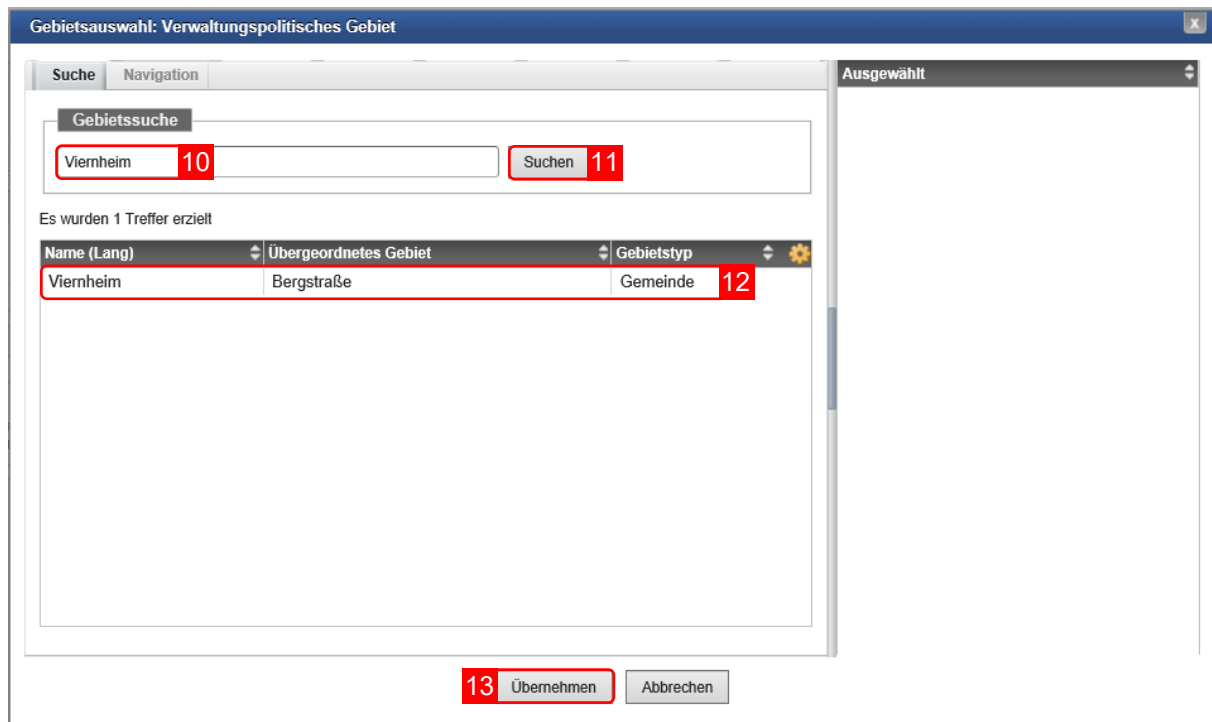 Gebietsauswahl: Verwaltungspolitisches Gebiet x
Suche Navigation
Ausgewählt
Gebietssuche
Viernheim 10 Suchen 11
Es wurden 1 Treffer erzielt
Name (Lang) Übergeordnetes Gebiet Gebietstyp
Viernheim Bergstraße Gemeinde 12
13 Übernehmen Abbrechen